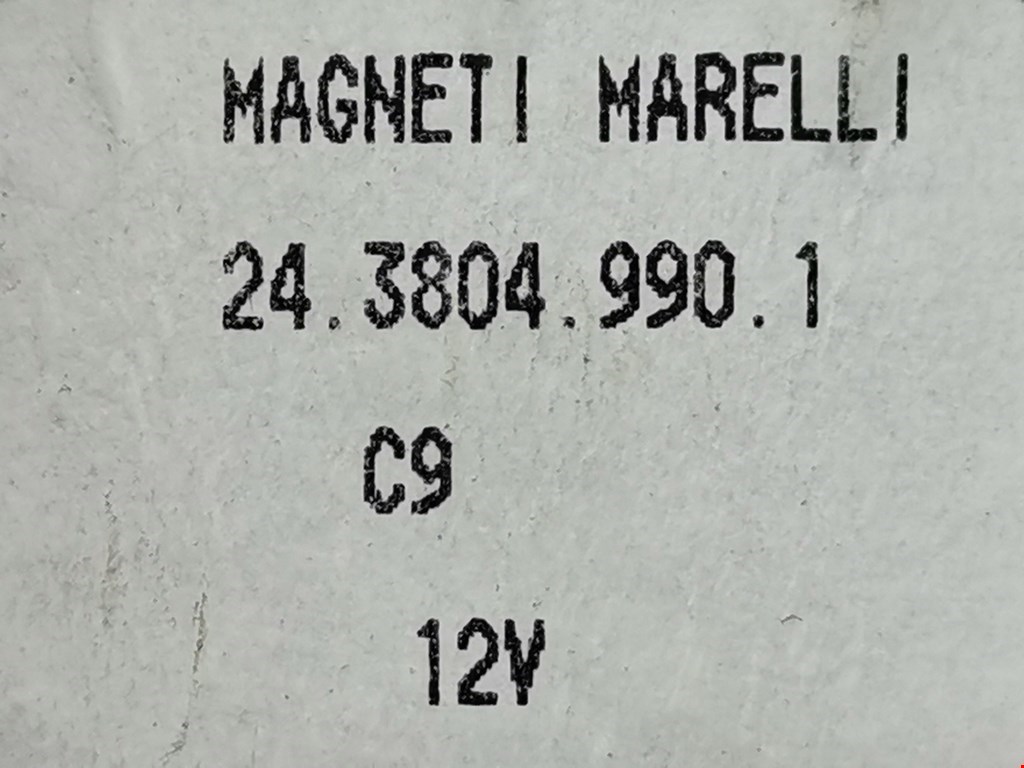 MAGNETI MARELLI
24.3804.990.1
C9
12V